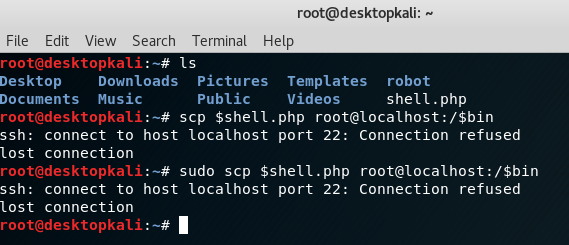 root@desktopkali: ~
File Edit View Search Terminal Help
root@desktopkali:~# ls
Desktop Downloads Pictures Templates robot
Documents Music Public Videos shell.php
root@desktopkali:~# scp $shell.php root@localhost:/$bin
ssh: connect to host localhost port 22: Connection refused
lost connection
root@desktopkali:~# sudo scp $shell.php root@localhost:/$bin
ssh: connect to host localhost port 22: Connection refused
lost connection
root@desktopkali:~#